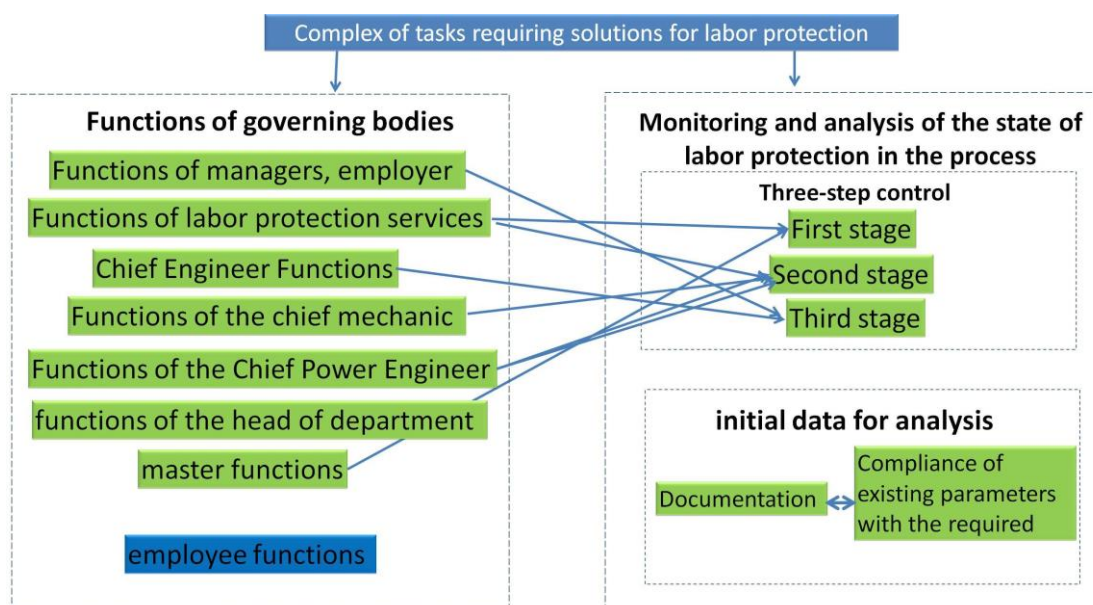 Complex of tasks requiring solutions for labor protection
Functions of governing bodies
Functions of managers, employer
Functions of labor protection services
Chief Engineer Functions
Functions of the chief mechanic
Functions of the Chief Power Engineer
functions of the head of department
master functions
employee functions
Monitoring and analysis of the state of
labor protection in the process
Three-step control
First stage
Second stage
Third stage
initial data for analysis
Documentation
Compliance of
existing parameters
with the required